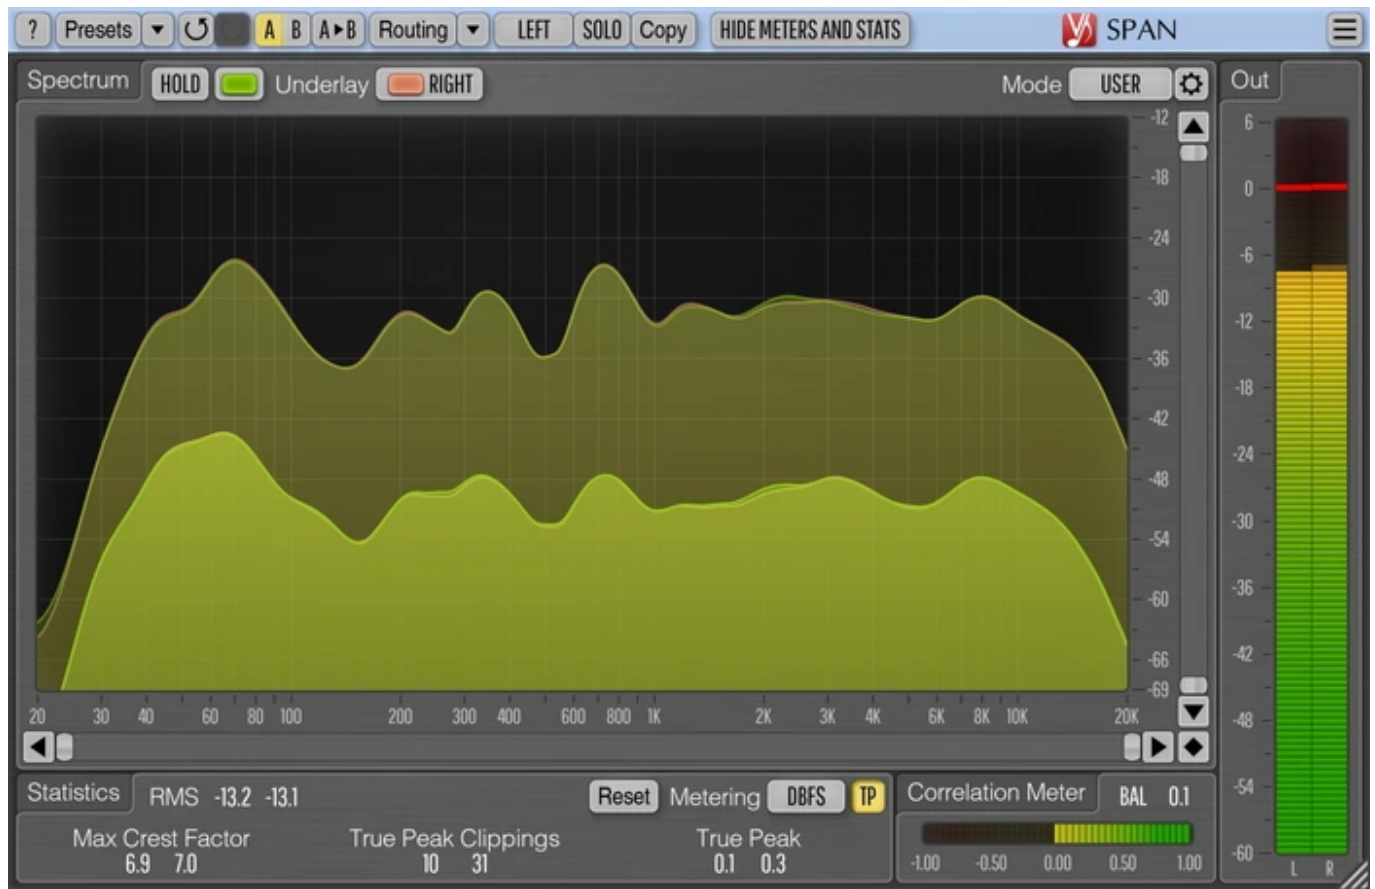 ? Presets A B A▸B Routing LEFT SOLO Copy HIDE METERS AND STATS SPAN
Spectrum HOLD Underlay RIGHT Mode USER Out
-12
-18
-24
-30
-36
-42
-48
-54
-60
-66
-69
20 30 40 60 80 100 200 300 400 600 800 1K 2K 3K 4K 6K 8K 10K 20K
6
0
-6
-12
-18
-24
-30
-36
-42
-48
-54
-60
L R
Statistics RMS -13.2 -13.1 Reset Metering DBFS TP
Max Crest Factor True Peak Clippings True Peak
6.9 7.0 10 31 0.1 0.3
Correlation Meter BAL 0.1
-1.00 -0.50 0.00 0.50 1.00